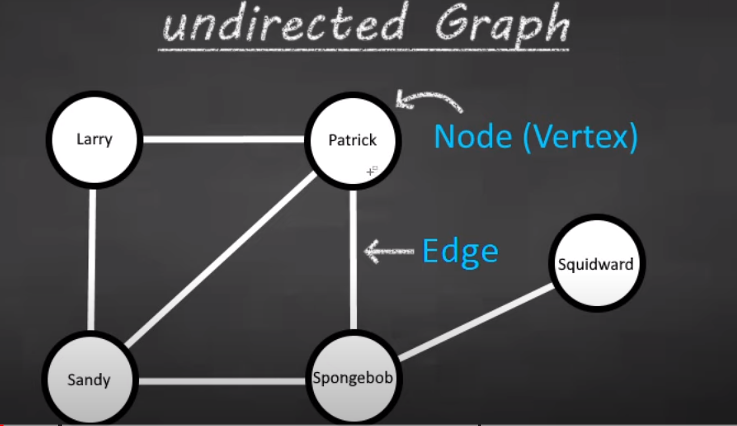 undirected Graph
Larry
Patrick
Node (Vertex)
Edge
Squidward
Sandy
Spongebob